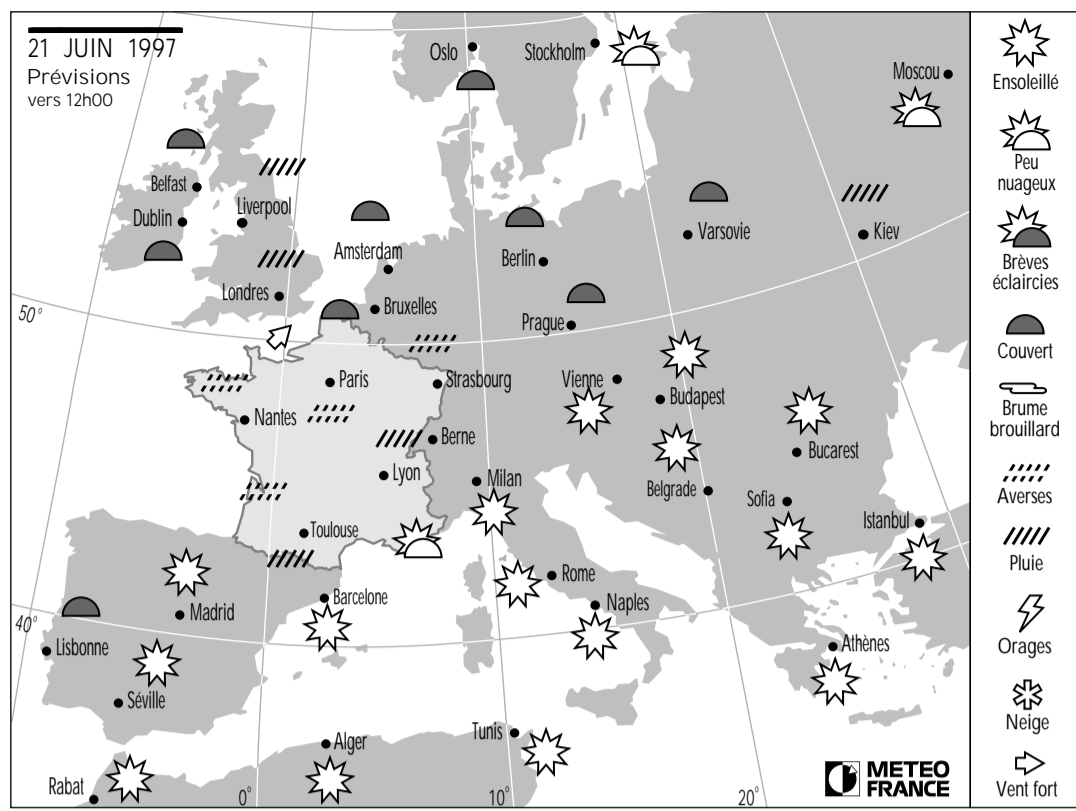 21 JUIN 1997
Prévisions
vers 12h00
Oslo
Stockholm
Moscou
Belfast
Dublin
Liverpool
Amsterdam
Berlin
Varsovie
Kiev
Londres
Bruxelles
Prague
50°
Paris
Strasbourg
Vienne
Budapest
Nantes
Berne
Bucarest
Lyon
Milan
Belgrade
Sofia
Istanbul
Toulouse
Rome
Barcelone
Naples
Madrid
40°
Lisbonne
Athènes
Séville
Alger
Tunis
Rabat
0°
10°
20°
METEO
FRANCE
Ensoleillé
Peu
nuageux
Brèves
éclaircies
Couvert
Brume
brouillard
Averses
Pluie
Orages
Neige
Vent fort